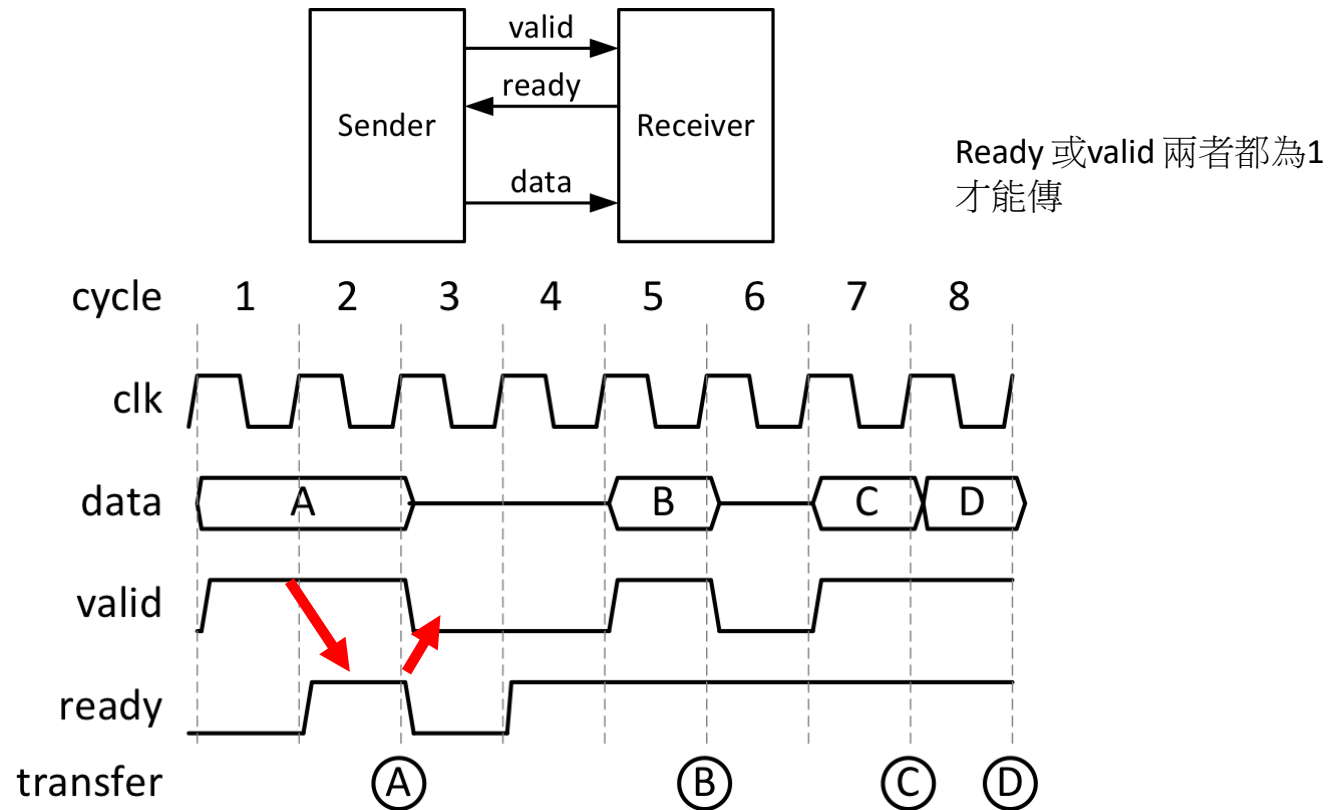 valid
ready
Sender
Receiver
data
Ready 或valid 兩者都為1
才能傳
cycle 1 2 3 4 5 6 7 8
clk
data A B C D
valid
ready
transfer A B C D